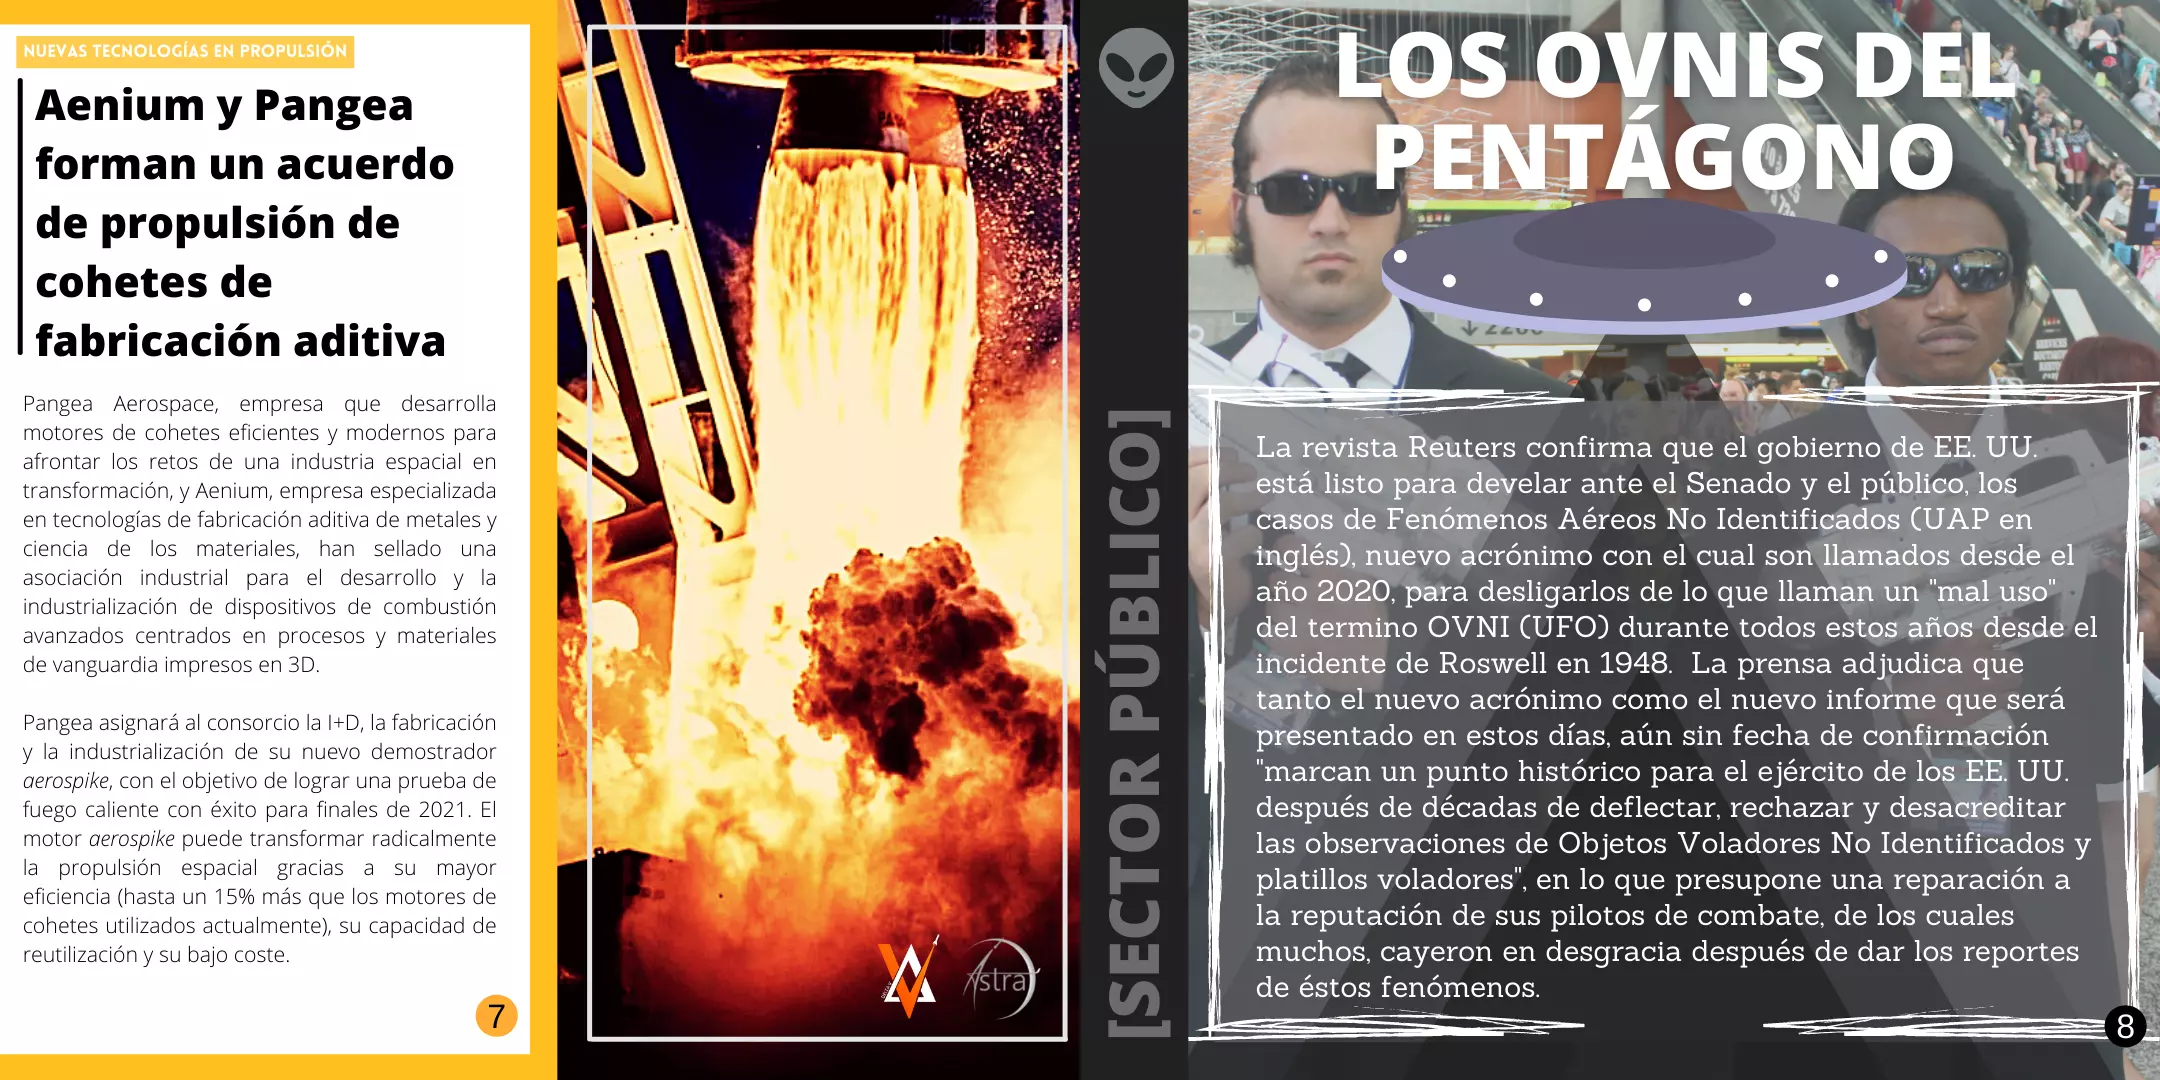 NUEVAS TECNOLOGÍAS EN PROPULSIÓN
Aenium y Pangea
forman un acuerdo
de propulsión de
cohetes de
fabricación aditiva
Pangea Aerospace, empresa que desarrolla
motores de cohetes eficientes y modernos para
afrontar los retos de una industria espacial en
transformación, y Aenium, empresa especializada
en tecnologías de fabricación aditiva de metales y
ciencia de los materiales, han sellado una
asociación industrial para el desarrollo y la
industrialización de dispositivos de combustión
avanzados centrados en procesos y materiales
de vanguardia impresos en 3D.
Pangea asignará al consorcio la I+D, la fabricación
y la industrialización de su nuevo demostrador
aerospike, con el objetivo de lograr una prueba de
fuego caliente con éxito para finales de 2021. El
motor aerospike puede transformar radicalmente
la propulsión espacial gracias a su mayor
eficiencia (hasta un 15% más que los motores de
cohetes utilizados actualmente), su capacidad de
reutilización y su bajo coste.
7
Astra
[SECTOR PÚBLICO]
LOS OVNIS DEL
PENTÁGONO
La revista Reuters confirma que el gobierno de EE. UU.
está listo para develar ante el Senado y el público, los
casos de Fenómenos Aéreos No Identificados (UAP en
inglés), nuevo acrónimo con el cual son llamados desde el
año 2020, para desligarlos de lo que llaman un "mal uso"
del termino OVNI (UFO) durante todos estos años desde el
incidente de Roswell en 1948.  La prensa adjudica que
tanto el nuevo acrónimo como el nuevo informe que será
presentado en estos días, aún sin fecha de confirmación
"marcan un punto histórico para el ejército de los EE. UU.
después de décadas de deflectar, rechazar y desacreditar
las observaciones de Objetos Voladores No Identificados y
platillos voladores", en lo que presupone una reparación a
la reputación de sus pilotos de combate, de los cuales
muchos, cayeron en desgracia después de dar los reportes
de éstos fenómenos.
8